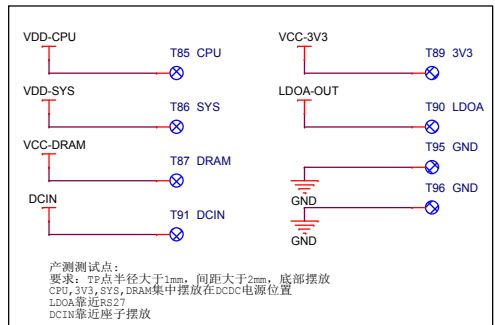 VDD-CPU
T85 CPU
VDD-SYS
T86 SYS
VCC-DRAM
T87 DRAM
DCIN
T91 DCIN
VCC-3V3
T89 3V3
LDOA-OUT
T90 LDOA
T95 GND
GND
T96 GND
GND
产测测试点:
要求: TP点半径大于1mm, 间距大于2mm, 底部摆放
CPU,3V3,SYS,DRAM集中摆放在DCDC电源位置
LDOA靠近RS27
DCIN靠近座子摆放